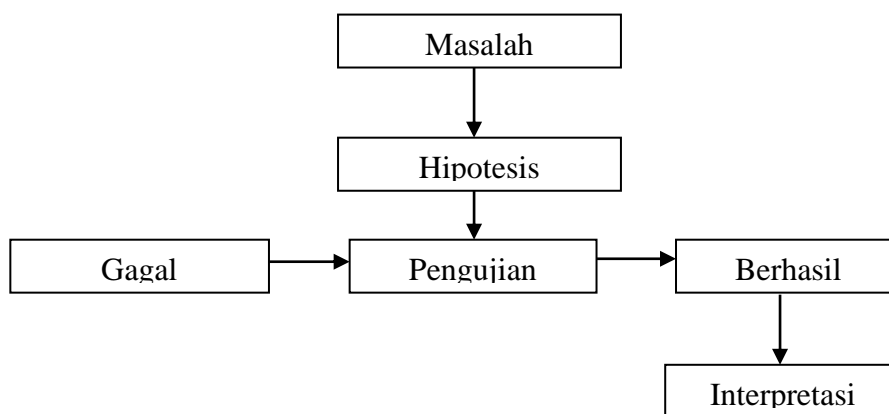 Masalah
Hipotesis
Gagal
Pengujian
Berhasil
Interpretasi